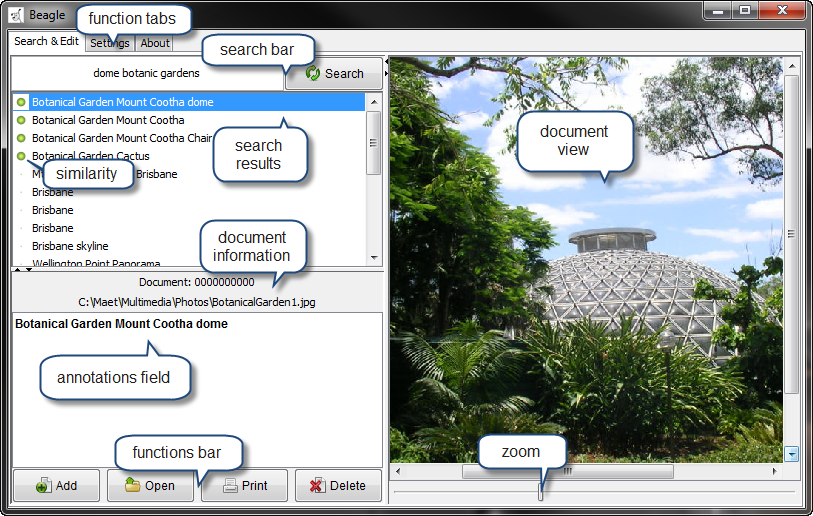 Beagle
function tabs
Search & Edit
Settings
About
search bar
dome botanic gardens
Search
Botanical Garden Mount Cootha dome
Botanical Garden Mount Cootha
Botanical Garden Mount Cootha Chair
Botanical Garden Cactus
Brisbane
Brisbane
Brisbane
Brisbane
Brisbane skyline
Wellington Point Panorama
search
results
similarity
document
view
document
information
Document: 0000000000
C:\Maet\Multimedia\Photos\BotanicalGarden1.jpg
Botanical Garden Mount Cootha dome
annotations field
functions bar
zoom
Add
Open
Print
Delete